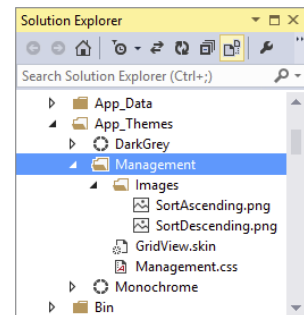 Solution Explorer
Search Solution Explorer (Ctrl+;)
App_Data
App_Themes
DarkGrey
Management
Images
SortAscending.png
SortDescending.png
GridView.skin
Management.css
Monochrome
Bin